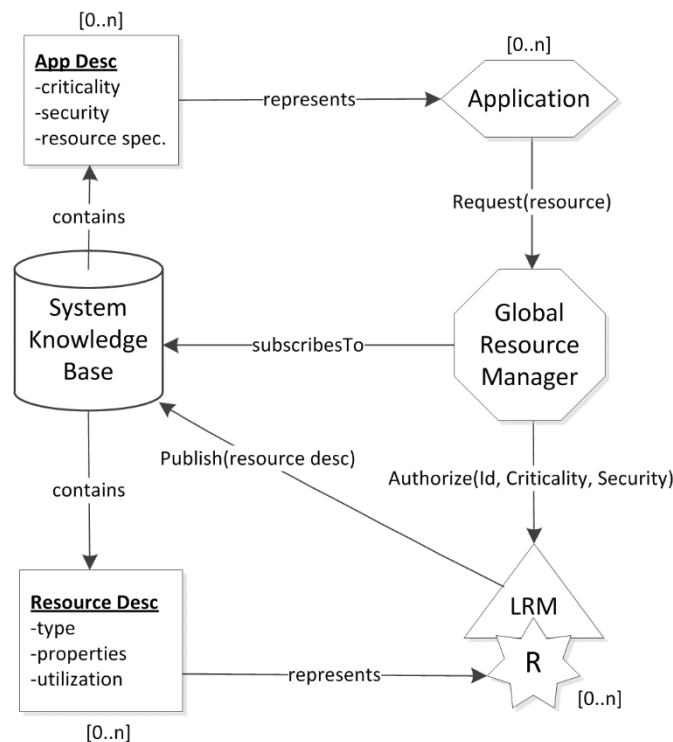 [0..n]
App Desc
-criticality
-security
-resource spec.
represents
[0..n]
Application
contains
Request(resource)
System
Knowledge
Base
subscribesTo
Global
Resource
Manager
Publish(resource desc)
contains
Authorize(Id, Criticality, Security)
Resource Desc
-type
-properties
-utilization
represents
LRM
R
[0..n]
[0..n]